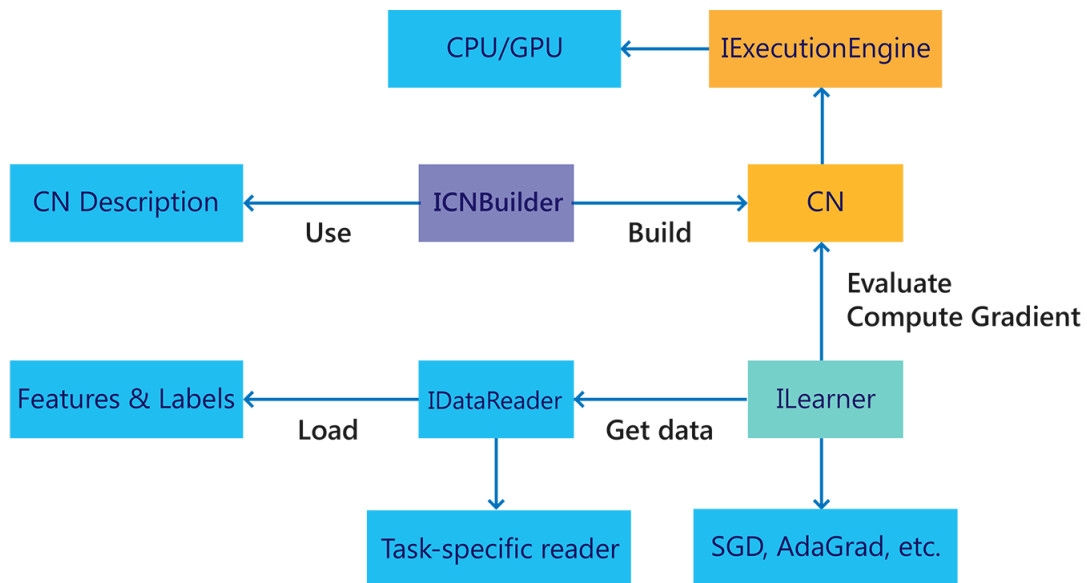 CPU/GPU
IExecutionEngine
CN Description
ICNBuilder
CN
Use
Build
Evaluate
Compute Gradient
Features & Labels
IDataReader
ILearner
Load
Get data
Task-specific reader
SGD, AdaGrad, etc.